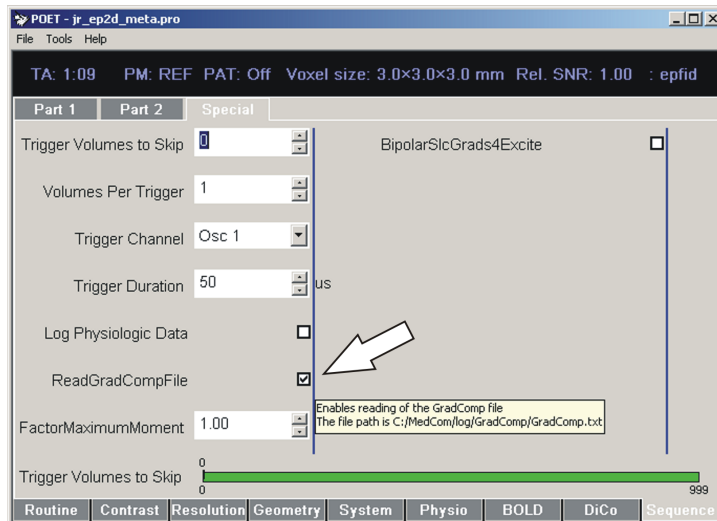 POET - jr_ep2d_meta.pro
File Tools Help
TA: 1:09 PM: REF PAT: Off Voxel size: 3.0×3.0×3.0 mm Rel. SNR: 1.00 : epfid
Part 1 Part 2 Special
Trigger Volumes to Skip 0 BipolarSlcGrads4Excite
Volumes Per Trigger 1
Trigger Channel Osc 1
Trigger Duration 50 us
Log Physiologic Data
ReadGradCompFile
Enables reading of the GradComp file
The file path is C:/MedCom/log/GradComp/GradComp.txt
FactorMaximumMoment 1.00
0
Trigger Volumes to Skip
0 999
Routine Contrast Resolution Geometry System Physio BOLD DiCo Sequence